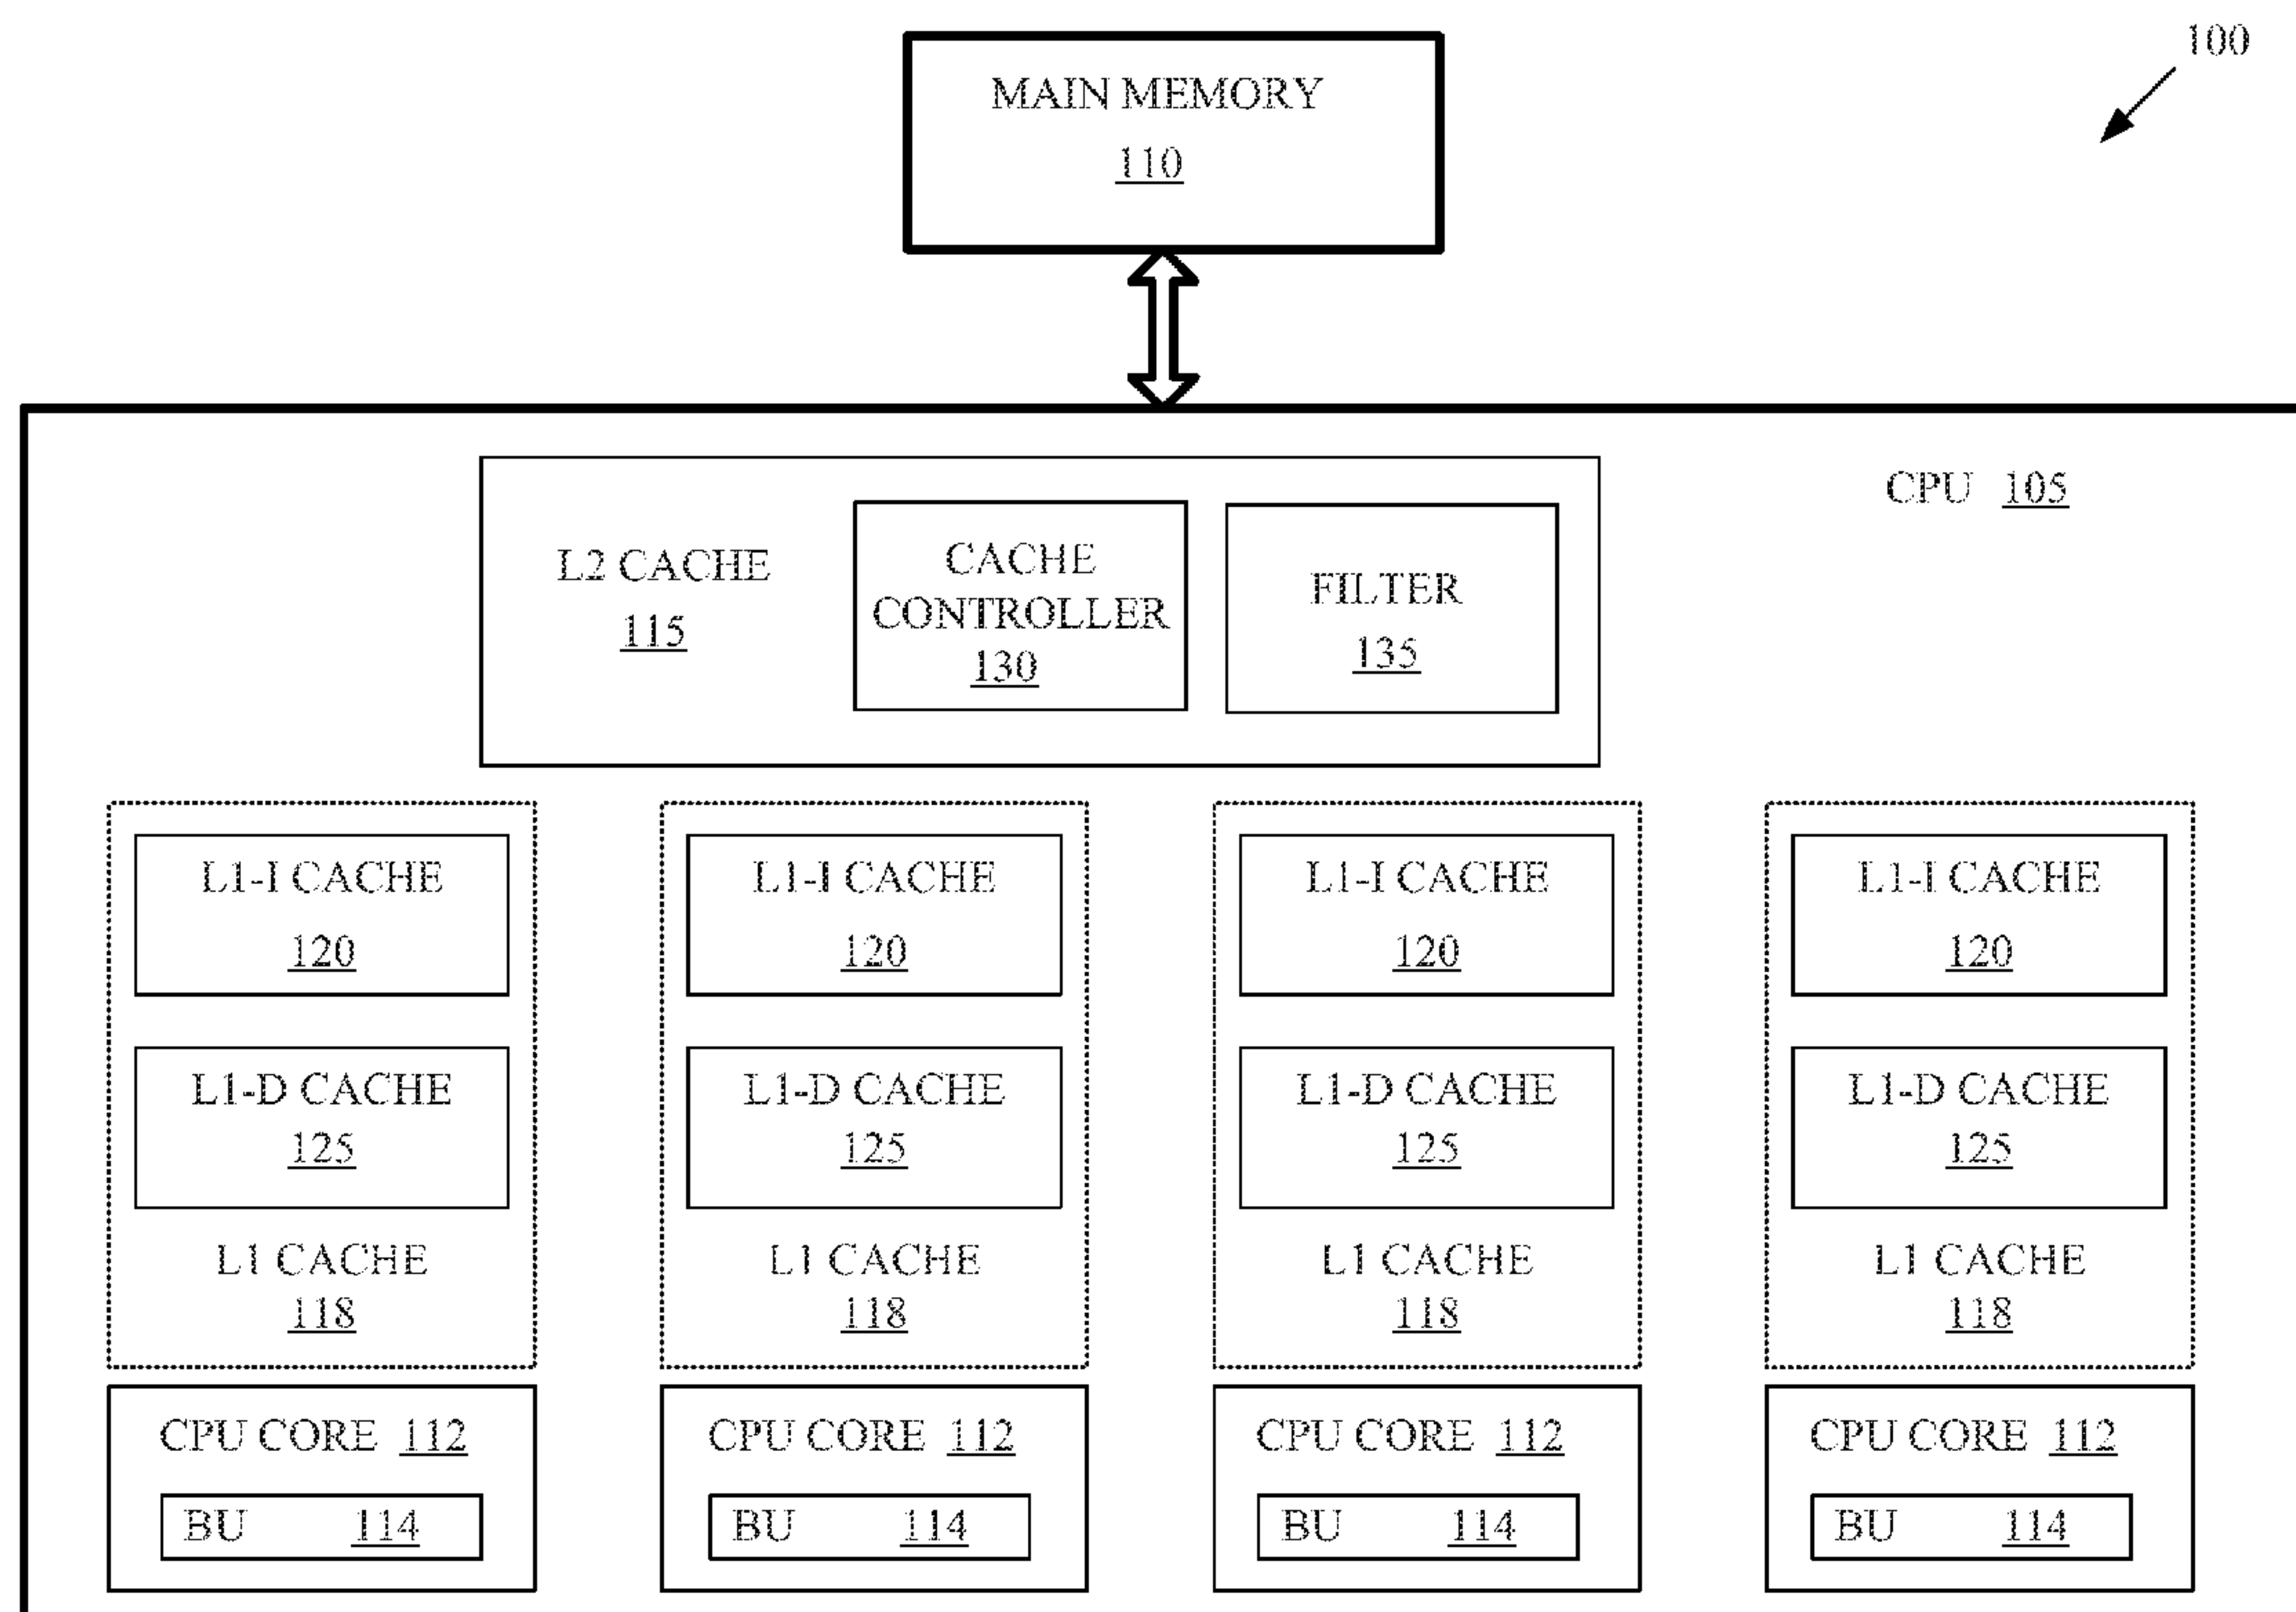 100
MAIN MEMORY
110
CPU 105
L2 CACHE
115
CACHE
CONTROLLER
130
FILTER
135
L1-I CACHE
120
L1-D CACHE
125
L1 CACHE
118
CPU CORE 112
BU 114
L1-I CACHE
120
L1-D CACHE
125
L1 CACHE
118
CPU CORE 112
BU 114
L1-I CACHE
120
L1-D CACHE
125
L1 CACHE
118
CPU CORE 112
BU 114
L1-I CACHE
120
L1-D CACHE
125
L1 CACHE
118
CPU CORE 112
BU 114